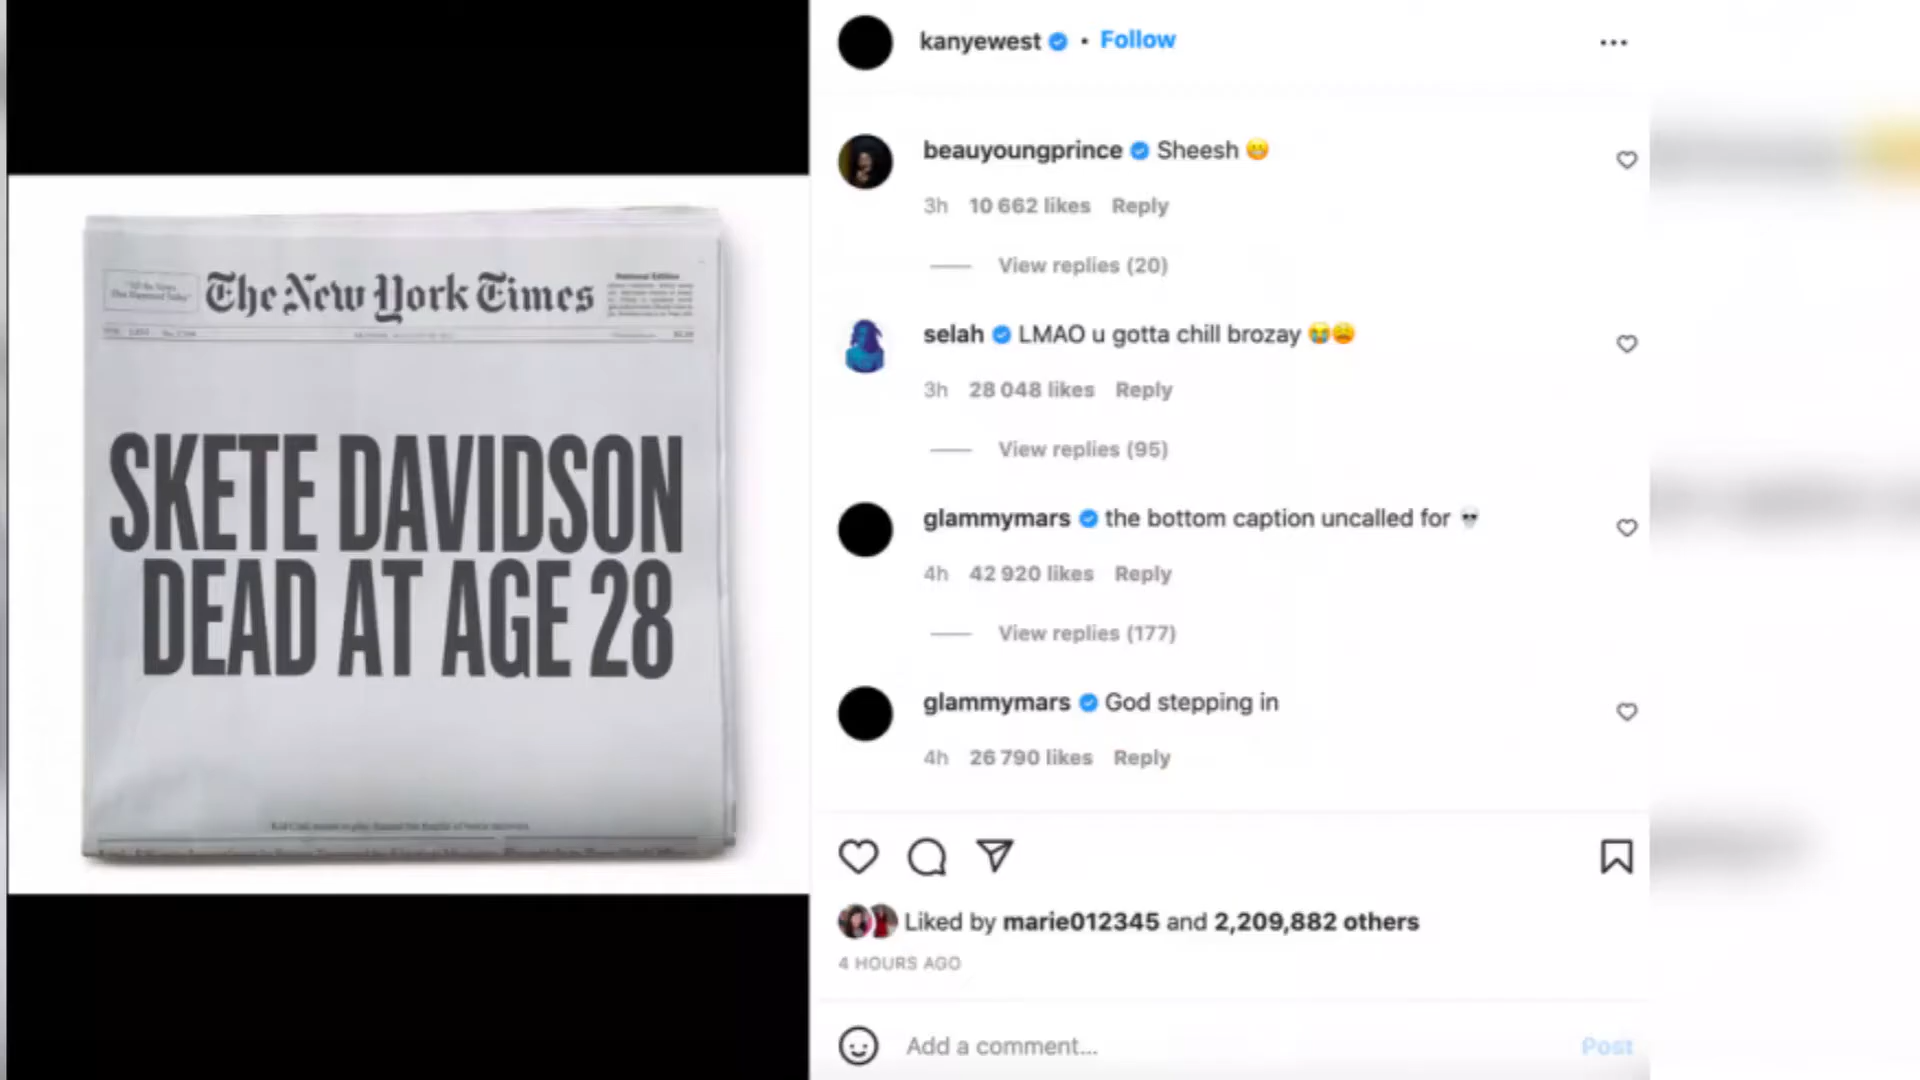 The New York Times
SKETE DAVIDSON
DEAD AT AGE 28
kanyewest • Follow
beauyoungprince Sheesh 😬
3h 10 662 likes Reply
View replies (20)
selah LMAO u gotta chill brozay 😭😩
3h 28 048 likes Reply
View replies (95)
glammymars the bottom caption uncalled for 💀
4h 42 920 likes Reply
View replies (177)
glammymars God stepping in
4h 26 790 likes Reply
Liked by marie012345 and 2,209,882 others
4 HOURS AGO
Add a comment...
Post